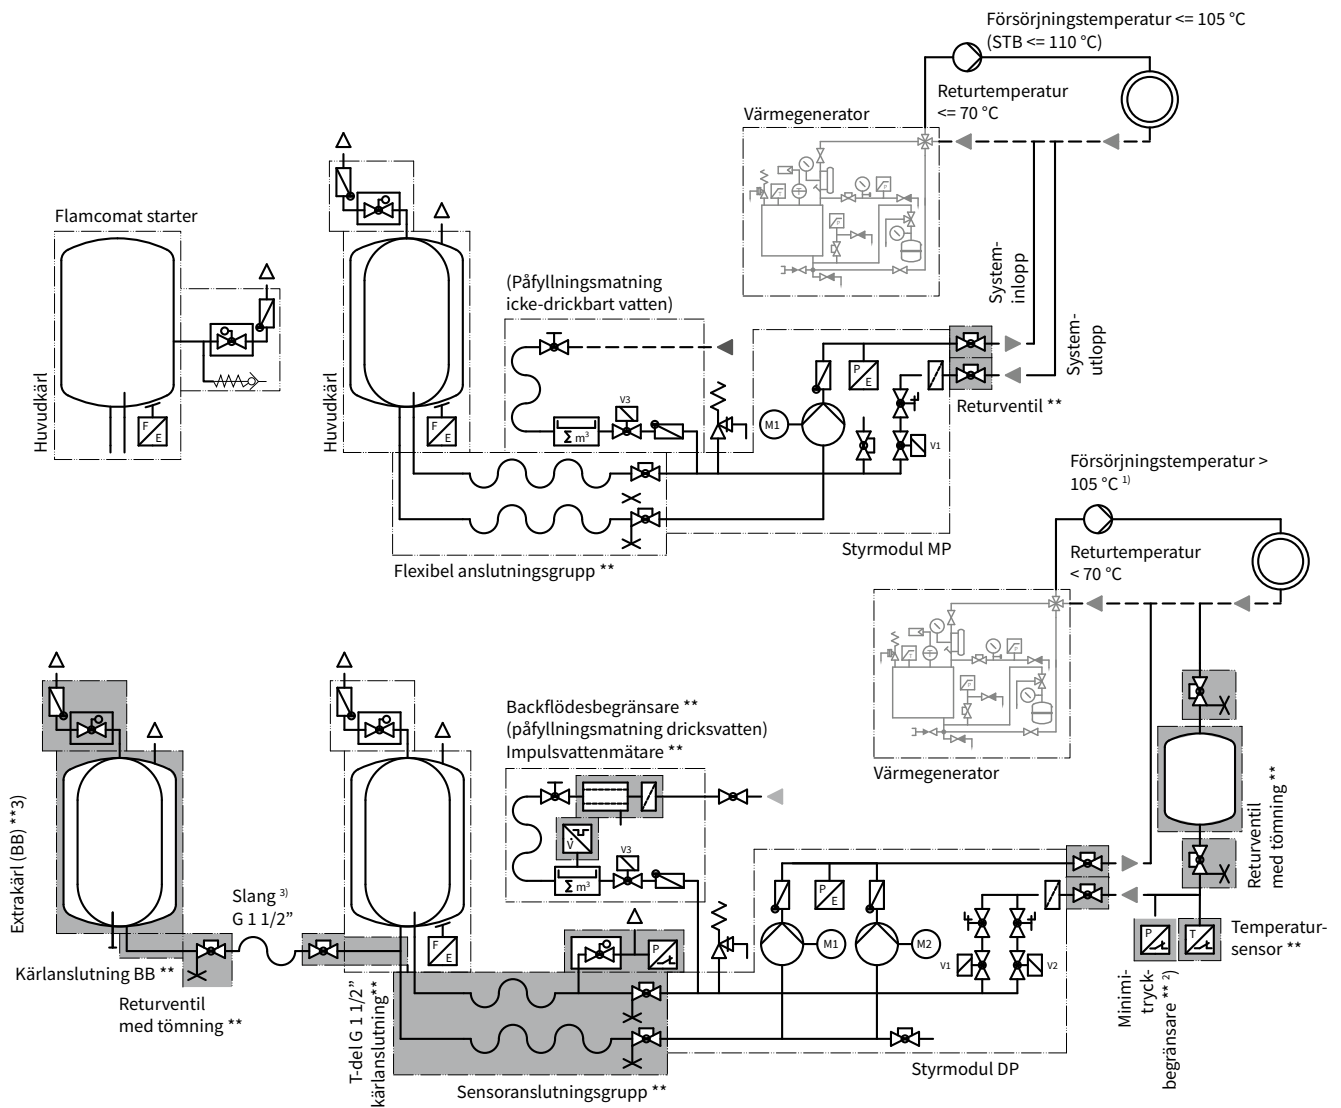 Försörjningstemperatur <= 105 °C
(STB <= 110 °C)
Returtemperatur
<= 70 °C
Värmegenerator
Flamcomat starter
(Påfyllningsmatning
icke-drickbart vatten)
System-
inlopp
System-
utlopp
Huvudkärl
Huvudkärl
F
E
F
E
Σ m³
V3
M1
P
E
V1
Returventil **
Styrmodul MP
Flexibel anslutningsgrupp **
Försörjningstemperatur >
105 °C 1)
Returtemperatur
< 70 °C
Värmegenerator
Backflödesbegränsare **
(påfyllningsmatning dricksvatten)
Impulsvattenmätare **
Extrakärl (BB) **3)
Slang 3)
G 1 1/2”
Kärlanslutning BB **
Returventil
med tömning **
T-del G 1 1/2”
kärlanslutning**
F
E
V̇
Σ m³
V3
P
P
E
M1
M2
V1
V2
Sensoranslutningsgrupp **
Styrmodul DP
Returventil
med tömning **
P
T
Temperatur-
sensor **
Minimi-
tryck-
begränsare ** 2)